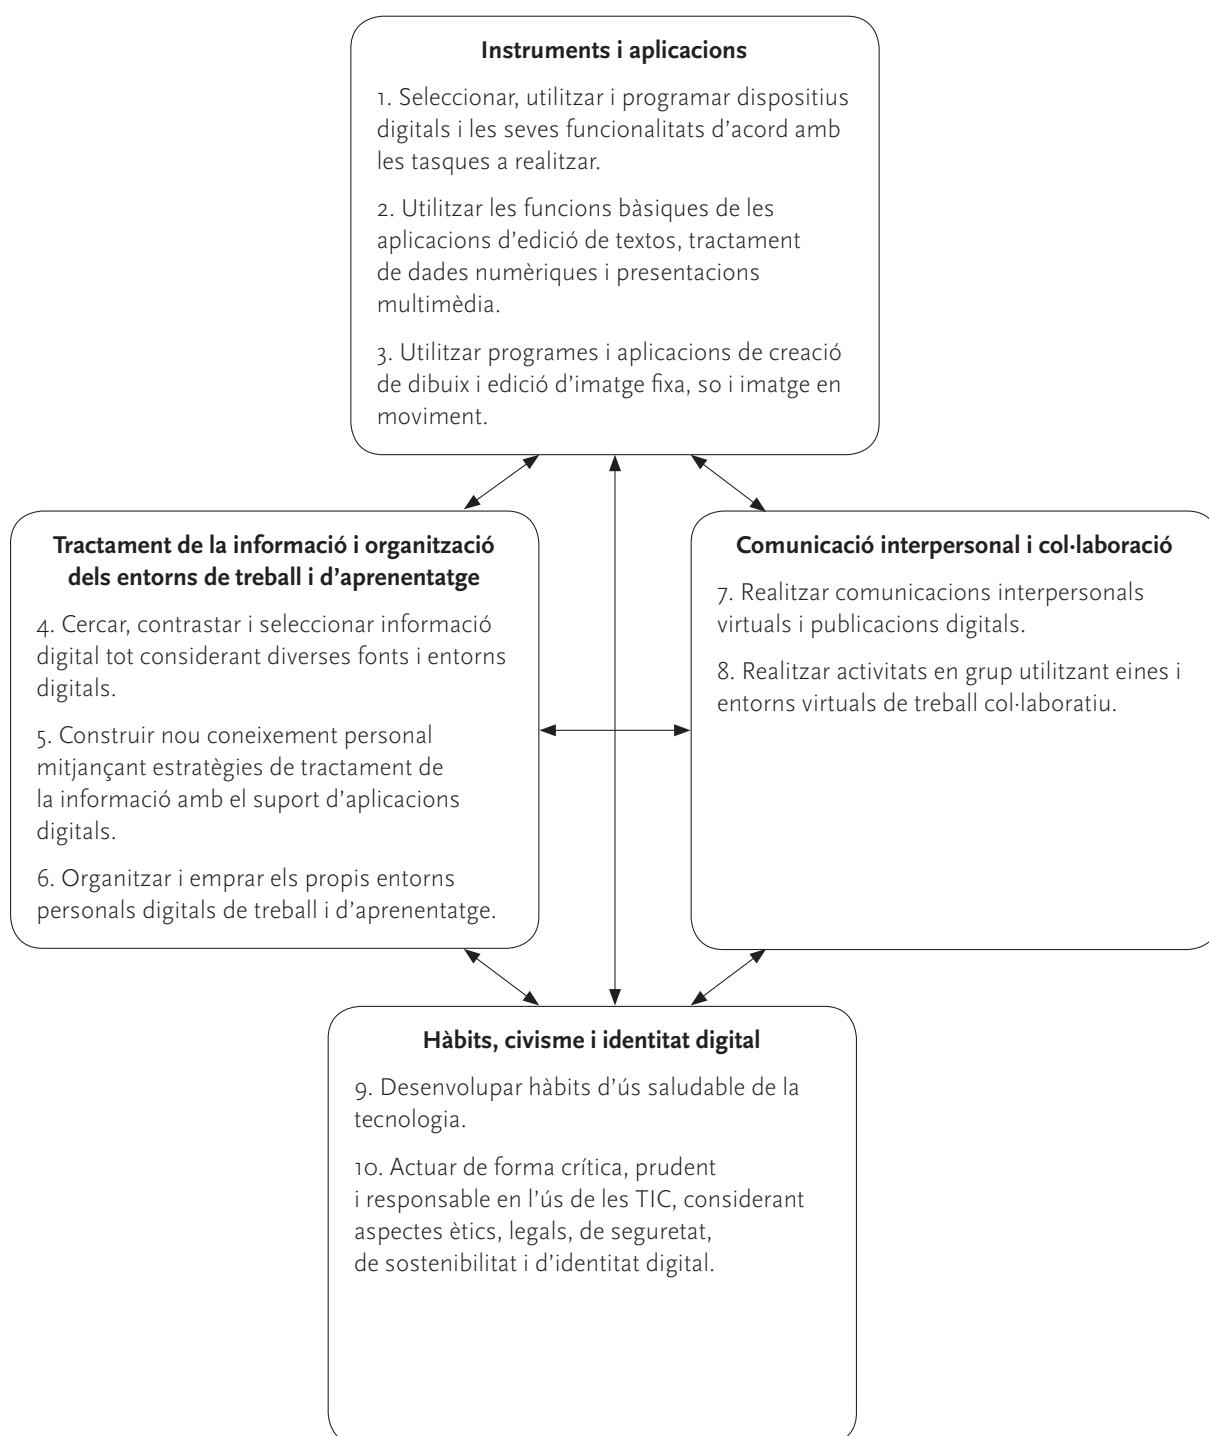 Instruments i aplicacions
1. Seleccionar, utilitzar i programar dispositius
digitals i les seves funcionalitats d’acord amb
les tasques a realitzar.
2. Utilitzar les funcions bàsiques de les
aplicacions d’edició de textos, tractament
de dades numèriques i presentacions
multimèdia.
3. Utilitzar programes i aplicacions de creació
de dibuix i edició d’imatge fixa, so i imatge en
moviment.
Tractament de la informació i organització
dels entorns de treball i d’aprenentatge
4. Cercar, contrastar i seleccionar informació
digital tot considerant diverses fonts i entorns
digitals.
5. Construir nou coneixement personal
mitjançant estratègies de tractament de
la informació amb el suport d’aplicacions
digitals.
6. Organitzar i emprar els propis entorns
personals digitals de treball i d’aprenentatge.
Comunicació interpersonal i col·laboració
7. Realitzar comunicacions interpersonals
virtuals i publicacions digitals.
8. Realitzar activitats en grup utilitzant eines i
entorns virtuals de treball col·laboratiu.
Hàbits, civisme i identitat digital
9. Desenvolupar hàbits d’ús saludable de la
tecnologia.
10. Actuar de forma crítica, prudent
i responsable en l’ús de les TIC, considerant
aspectes ètics, legals, de seguretat,
de sostenibilitat i d’identitat digital.